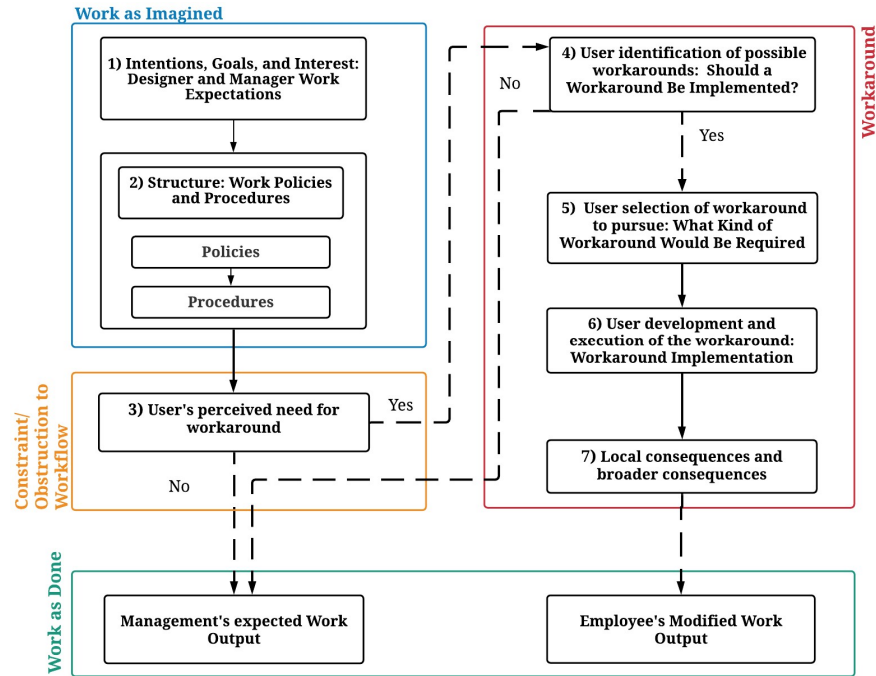 Work as Imagined
1) Intentions, Goals, and Interest:
Designer and Manager Work
Expectations
2) Structure: Work Policies
and Procedures
Policies
Procedures
Constraint/
Obstruction to
Workflow
3) User's perceived need for
workaround
Yes
No
Workaround
4) User identification of possible
workarounds: Should a
Workaround Be Implemented?
No
Yes
5) User selection of workaround
to pursue: What Kind of
Workaround Would Be Required
6) User development and
execution of the workaround:
Workaround Implementation
7) Local consequences and
broader consequences
Work as Done
Management's expected Work
Output
Employee's Modified Work
Output